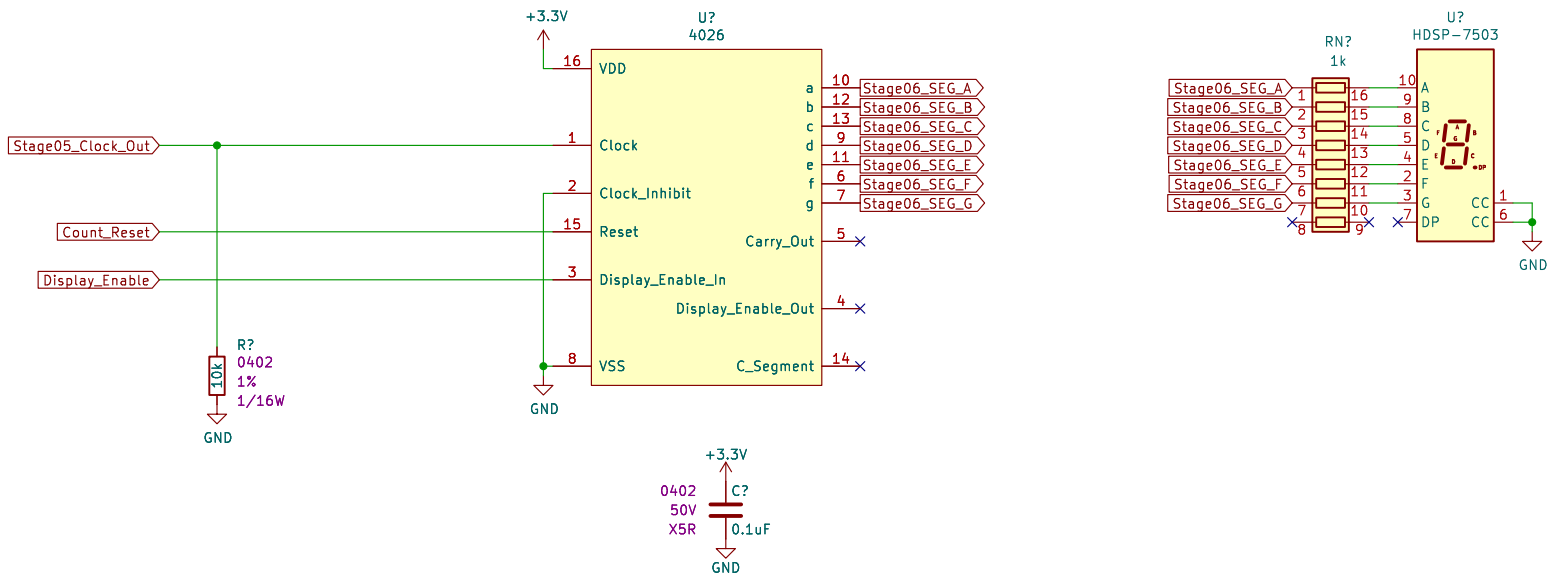 +3.3V
U?
4026
16
VDD
Stage05_Clock_Out
1
Clock
2
Clock_Inhibit
Count_Reset
15
Reset
Display_Enable
3
Display_Enable_In
8
VSS
GND
a
10
Stage06_SEG_A
b
12
Stage06_SEG_B
c
13
Stage06_SEG_C
d
9
Stage06_SEG_D
e
11
Stage06_SEG_E
f
6
Stage06_SEG_F
g
7
Stage06_SEG_G
Carry_Out
5
Display_Enable_Out
4
C_Segment
14
R?
0402
10k
1%
1/16W
GND
+3.3V
0402
C?
50V
X5R
0.1uF
GND
RN?
1k
Stage06_SEG_A
1
16
Stage06_SEG_B
2
15
Stage06_SEG_C
3
14
Stage06_SEG_D
4
13
Stage06_SEG_E
5
12
Stage06_SEG_F
6
11
Stage06_SEG_G
7
10
8
9
U?
HDSP-7503
10
A
9
B
8
C
5
D
4
E
2
F
3
G
7
DP
A
F
B
G
E
C
D
DP
CC
1
CC
6
GND